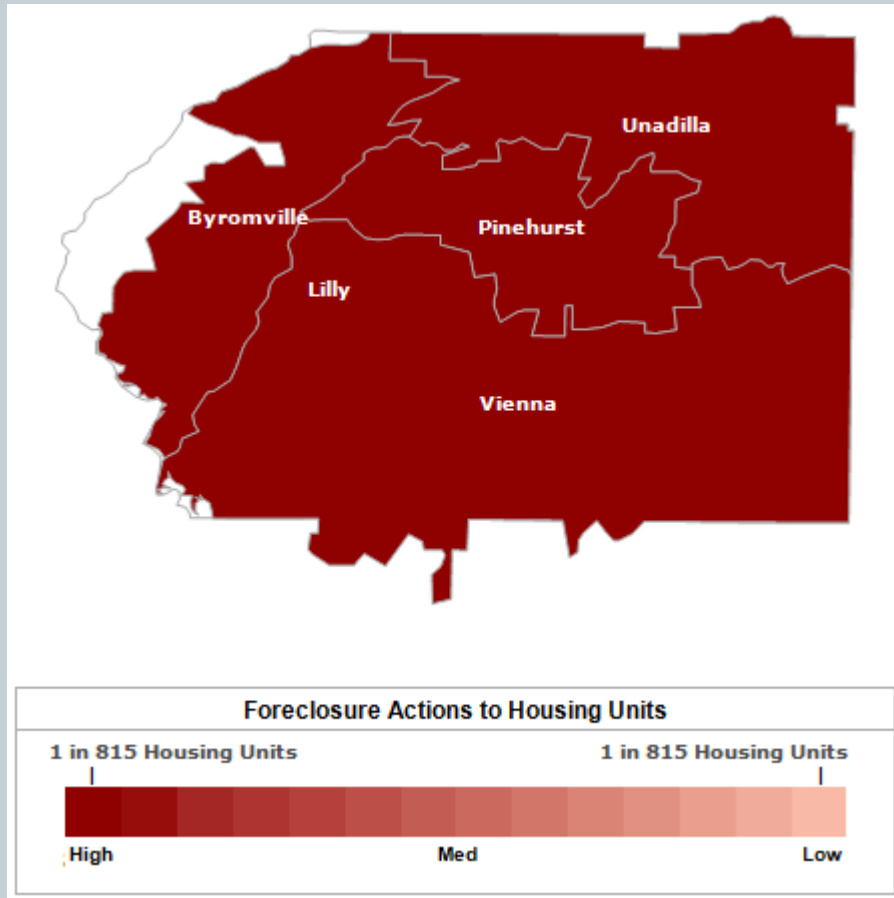 Unadilla
Byromville
Pinehurst
Lilly
Vienna
Foreclosure Actions to Housing Units
1 in 815 Housing Units 1 in 815 Housing Units
High Med Low